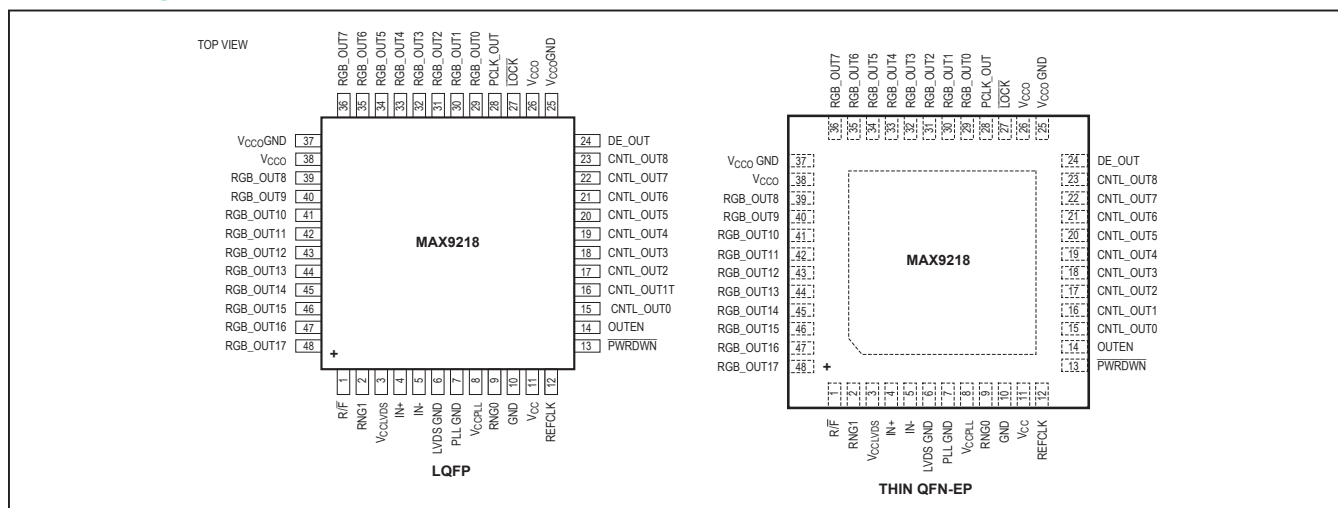 TOP VIEW
RGB_OUT7
RGB_OUT6
RGB_OUT5
RGB_OUT4
RGB_OUT3
RGB_OUT2
RGB_OUT1
RGB_OUT0
PCLK_OUT
LOCK
VCCO
VCCOGND
36 35 34 33 32 31 30 29 28 27 26 25
VCCOGND 37
VCCO 38
RGB_OUT8 39
RGB_OUT9 40
RGB_OUT10 41
RGB_OUT11 42
RGB_OUT12 43
RGB_OUT13 44
RGB_OUT14 45
RGB_OUT15 46
RGB_OUT16 47
RGB_OUT17 48
MAX9218
+
24 DE_OUT
23 CNTL_OUT8
22 CNTL_OUT7
21 CNTL_OUT6
20 CNTL_OUT5
19 CNTL_OUT4
18 CNTL_OUT3
17 CNTL_OUT2
16 CNTL_OUT1T
15 CNTL_OUT0
14 OUTEN
13 PWRDWN
1 2 3 4 5 6 7 8 9 10 11 12
R/F
RNG1
VCCLVDS
IN+
IN-
LVDS GND
PLL GND
VCCPLL
RNG0
GND
VCC
REFCLK
LQFP
RGB_OUT7
RGB_OUT6
RGB_OUT5
RGB_OUT4
RGB_OUT3
RGB_OUT2
RGB_OUT1
RGB_OUT0
PCLK_OUT
LOCK
VCCO
VCCO GND
36 35 34 33 32 31 30 29 28 27 26 25
VCCO GND 37
VCCO 38
RGB_OUT8 39
RGB_OUT9 40
RGB_OUT10 41
RGB_OUT11 42
RGB_OUT12 43
RGB_OUT13 44
RGB_OUT14 45
RGB_OUT15 46
RGB_OUT16 47
RGB_OUT17 48
MAX9218
+
24 DE_OUT
23 CNTL_OUT8
22 CNTL_OUT7
21 CNTL_OUT6
20 CNTL_OUT5
19 CNTL_OUT4
18 CNTL_OUT3
17 CNTL_OUT2
16 CNTL_OUT1
15 CNTL_OUT0
14 OUTEN
13 PWRDWN
1 2 3 4 5 6 7 8 9 10 11 12
R/F
RNG1
VCCLVDS
IN+
IN-
LVDS GND
PLL GND
VCCPLL
RNG0
GND
VCC
REFCLK
THIN QFN-EP